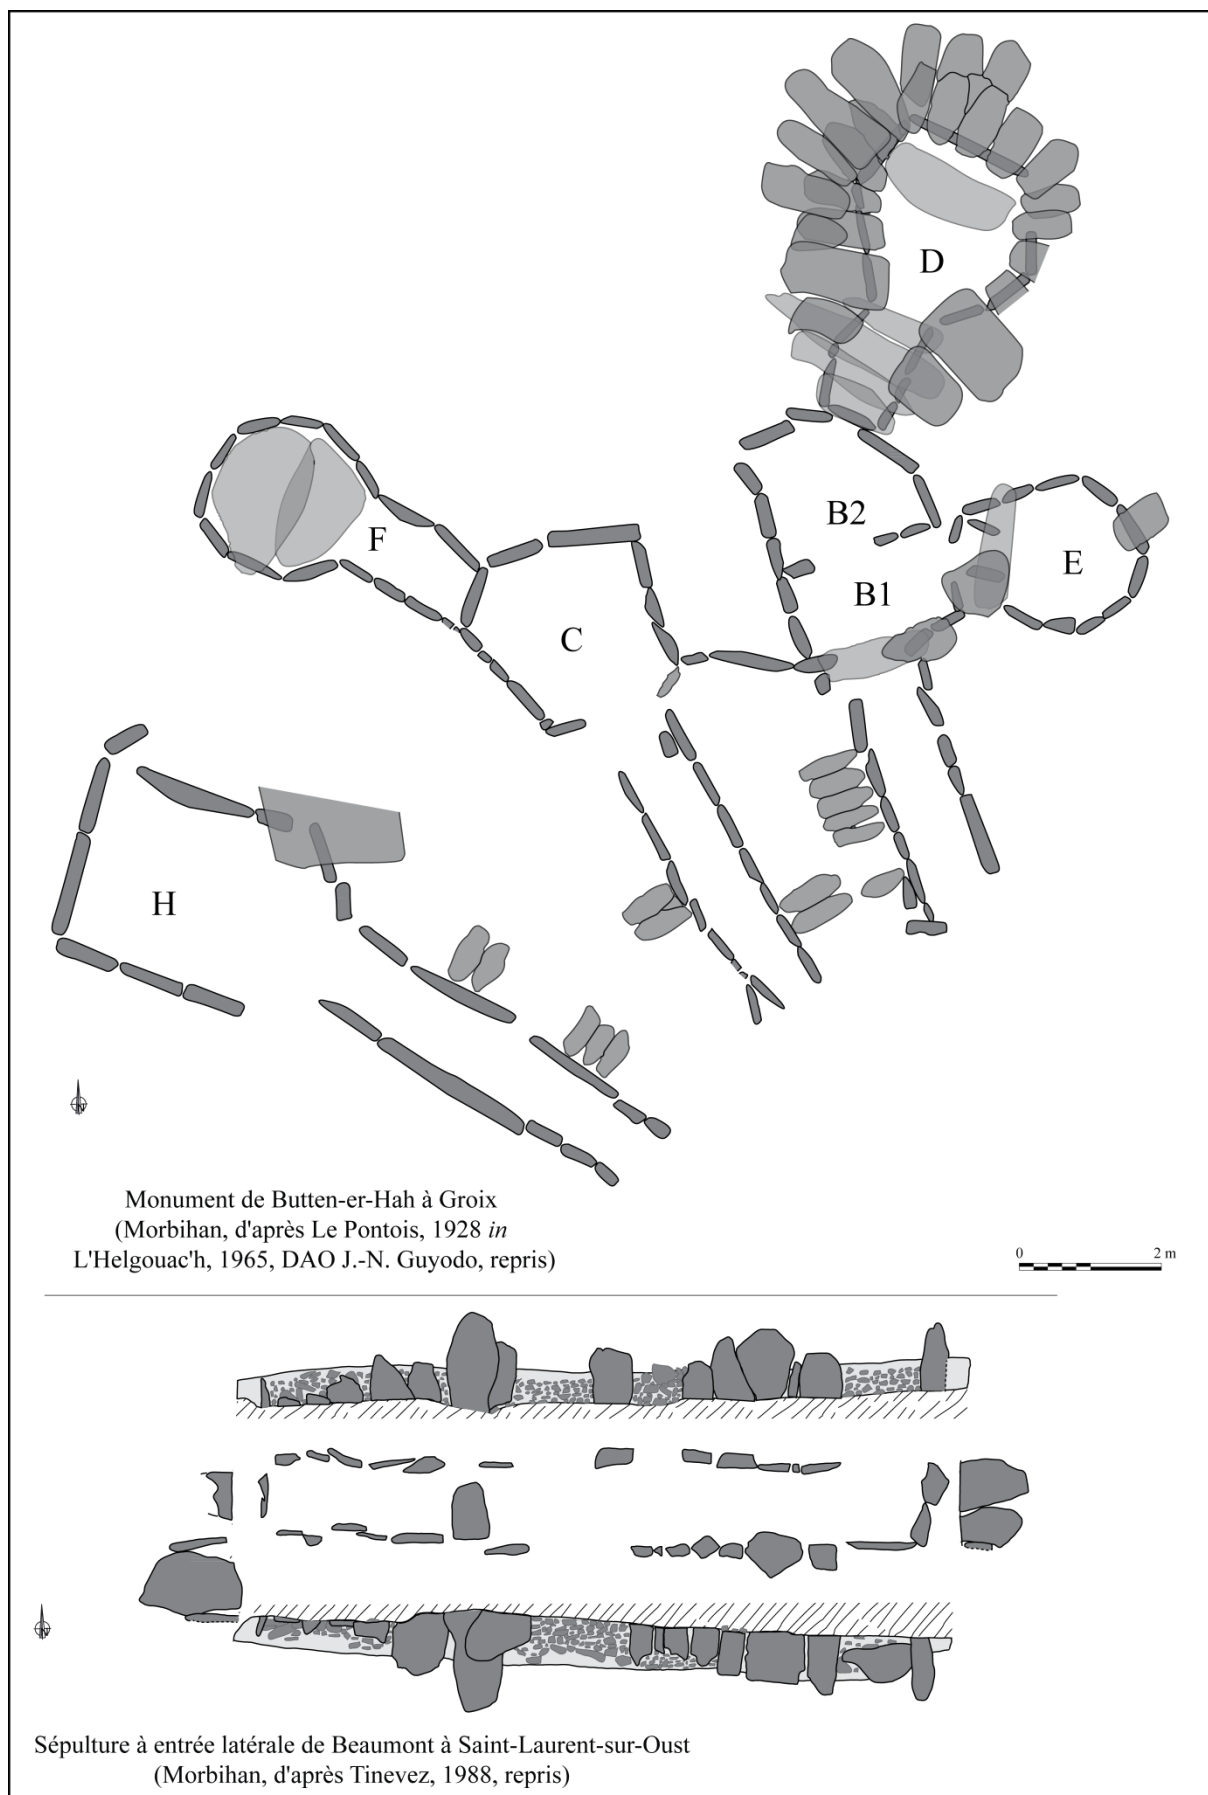 D
B2
F
B1
E
C
H
N
Monument de Butten-er-Hah à Groix
(Morbihan, d'après Le Pontois, 1928 in
L'Helgouac'h, 1965, DAO J.-N. Guyodo, repris)
0 2 m
N
Sépulture à entrée latérale de Beaumont à Saint-Laurent-sur-Oust
(Morbihan, d'après Tinevez, 1988, repris)